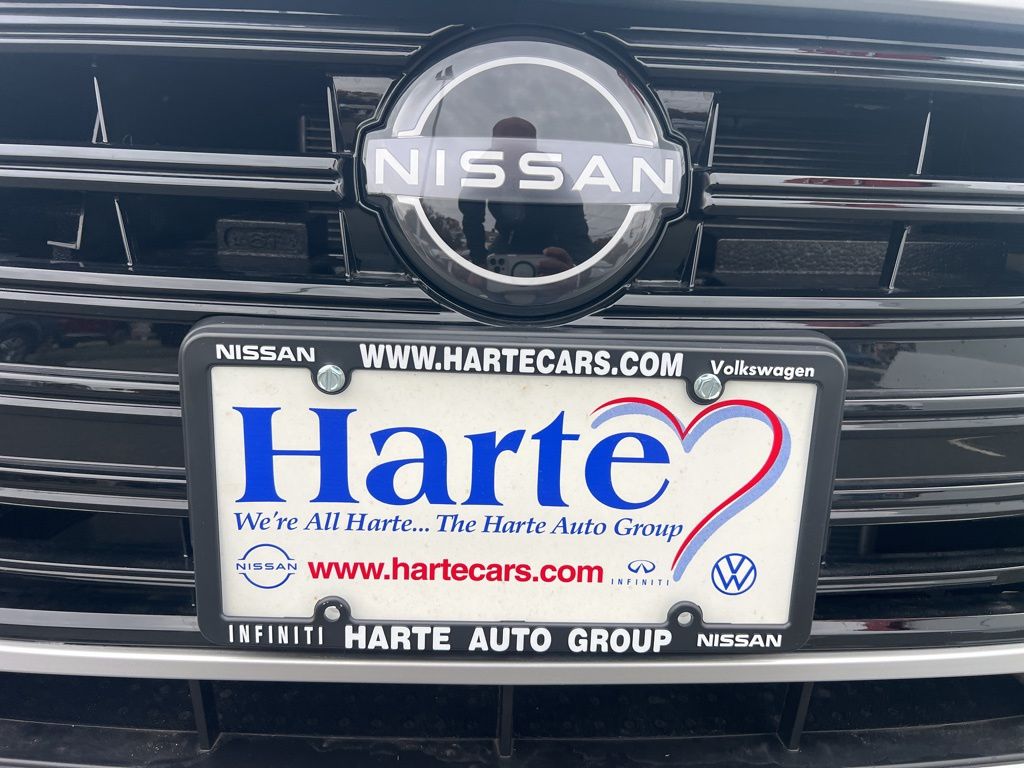 NISSAN
NISSAN WWW.HARTECARS.COM Volkswagen
Harte
We're All Harte... The Harte Auto Group
NISSAN www.hartecars.com INFINITI
INFINITI HARTE AUTO GROUP NISSAN